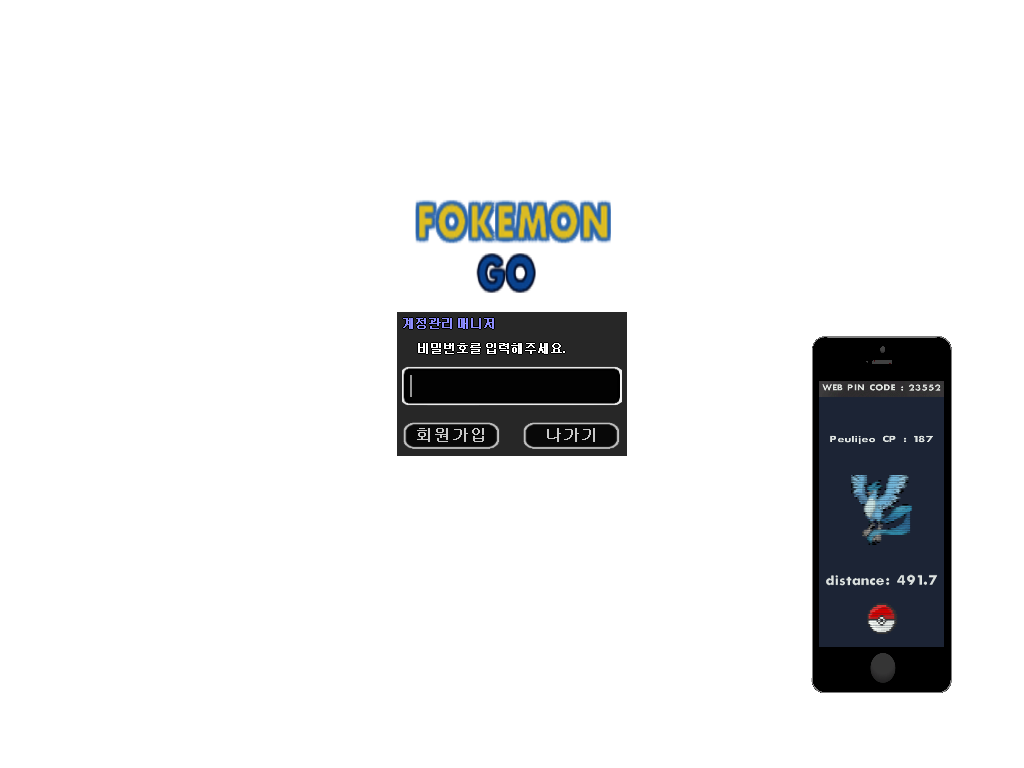 FOKEMON
GO
계정관리 매니저
비밀번호를 입력해주세요.
회원가입
나가기
WEB PIN CODE : 23552
Peulijeo CP : 187
distance: 491.7